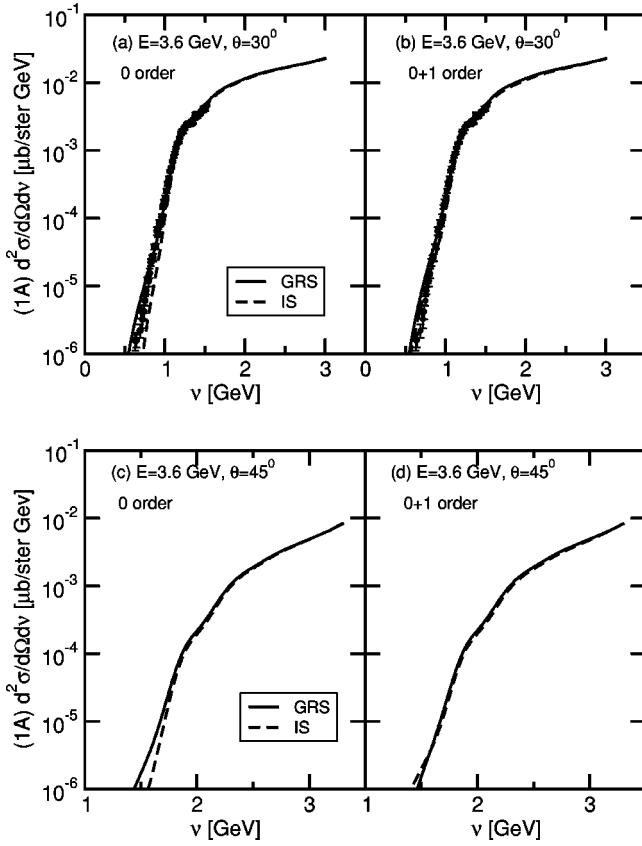 10⁻¹
(a) E=3.6 GeV, θ=30⁰
(b) E=3.6 GeV, θ=30⁰
0 order
0+1 order
10⁻²
10⁻³
10⁻⁴
10⁻⁵
10⁻⁶
(1A) d²σ/dΩdν [μb/ster GeV]
GRS
IS
0 1 2 3 0 1 2 3
ν [GeV] ν [GeV]
10⁻¹
(c) E=3.6 GeV, θ=45⁰
(d) E=3.6 GeV, θ=45⁰
0 order
0+1 order
10⁻²
10⁻³
10⁻⁴
10⁻⁵
10⁻⁶
(1A) d²σ/dΩdν [μb/ster Gev]
GRS
IS
1 2 3 1 2 3
ν [GeV] ν [GeV]